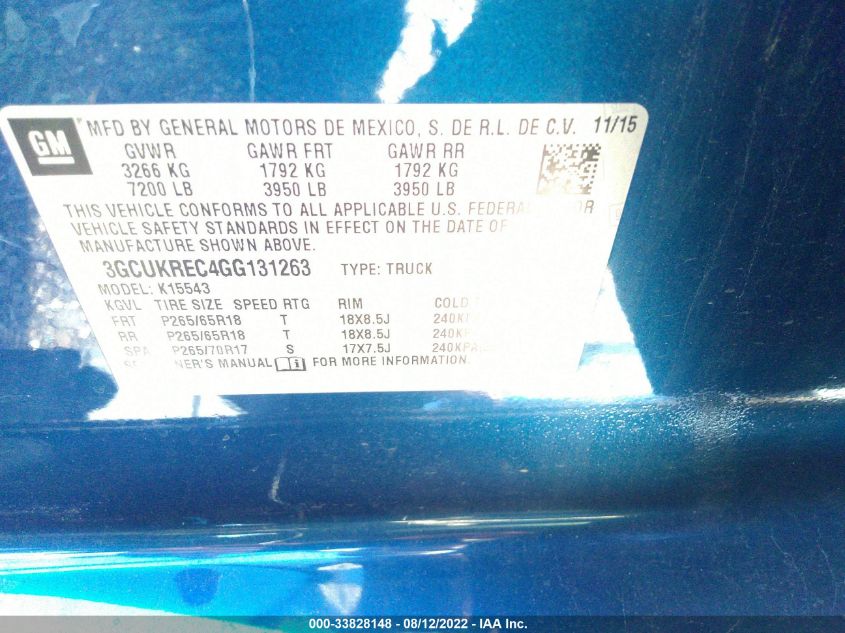 GM
MFD BY GENERAL MOTORS DE MEXICO, S. DE R.L. DE C.V. 11/15
GVWR GAWR FRT GAWR RR
3266 KG 1792 KG 1792 KG
7200 LB 3950 LB 3950 LB
THIS VEHICLE CONFORMS TO ALL APPLICABLE U.S.
VEHICLE SAFETY STANDARDS IN EFFECT ON THE DATE OF
MANUFACTURE SHOWN ABOVE.
3GCUKREC4GG131263 TYPE: TRUCK
MODEL: K15543
KGVL TIRE SIZE SPEED RTG RIM COLD
FRT P265/65R18 T 18X8.5J
RR P265/65R18 T 18X8.5J
P265/70R17 S 17X7.5J 240KPA
MANUAL FOR MORE INFORMATION.
000-33828148 - 08/12/2022 - IAA Inc.